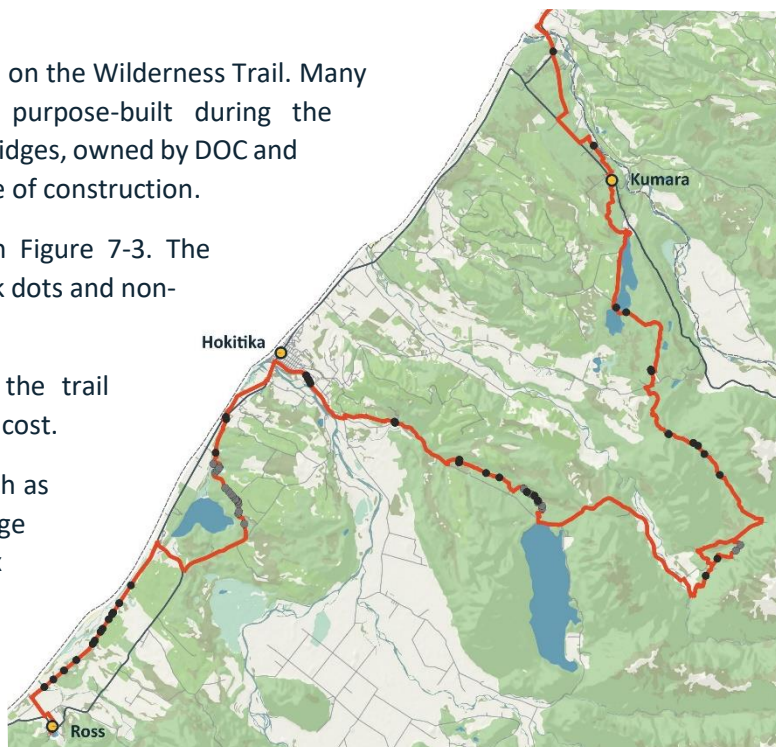 on the Wilderness Trail. Many
purpose-built during the
idges, owned by DOC and
e of construction.
n Figure 7-3. The
k dots and non-
the trail
cost.
h as
ge
Kumara
Hokitika
Ross